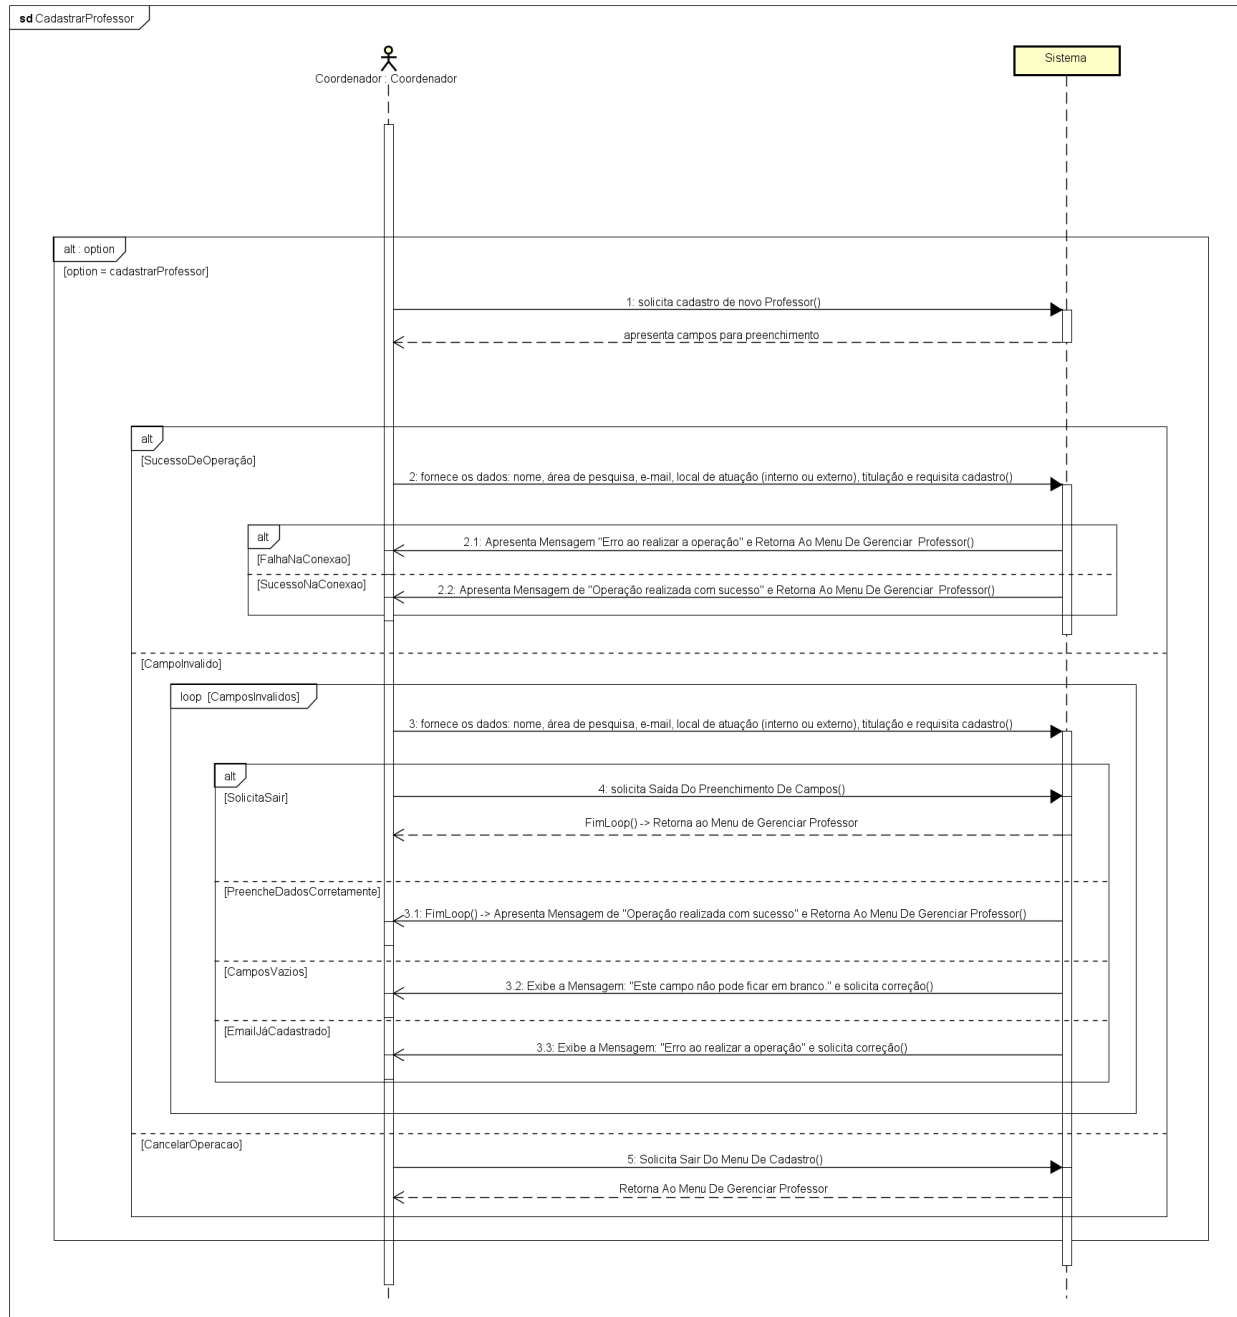 sd CadastrarProfessor
Coordenador : Coordenador
Sistema
alt : option
[option = cadastrarProfessor]
1: solicita cadastro de novo Professor()
apresenta campos para preenchimento
alt
[SucessoDeOperação]
2: fornece os dados: nome, área de pesquisa, e-mail, local de atuação (interno ou externo), titulação e requisita cadastro()
alt
2.1: Apresenta Mensagem "Erro ao realizar a operação" e Retorna Ao Menu De Gerenciar Professor()
[FalhaNaConexao]
[SucessoNaConexao]
2.2: Apresenta Mensagem de "Operação realizada com sucesso" e Retorna Ao Menu De Gerenciar Professor()
[CampoInvalido]
loop [CamposInvalidos]
3: fornece os dados: nome, área de pesquisa, e-mail, local de atuação (interno ou externo), titulação e requisita cadastro()
alt
[SolicitaSair]
4: solicita Saída Do Preenchimento De Campos()
FimLoop() -> Retorna ao Menu de Gerenciar Professor
[PreencheDadosCorretamente]
3.1: FimLoop() -> Apresenta Mensagem de "Operação realizada com sucesso" e Retorna Ao Menu De Gerenciar Professor()
[CamposVazios]
3.2: Exibe a Mensagem: "Este campo não pode ficar em branco." e solicita correção()
[EmailJáCadastrado]
3.3: Exibe a Mensagem: "Erro ao realizar a operação" e solicita correção()
[CancelarOperacao]
5: Solicita Sair Do Menu De Cadastro()
Retorna Ao Menu De Gerenciar Professor